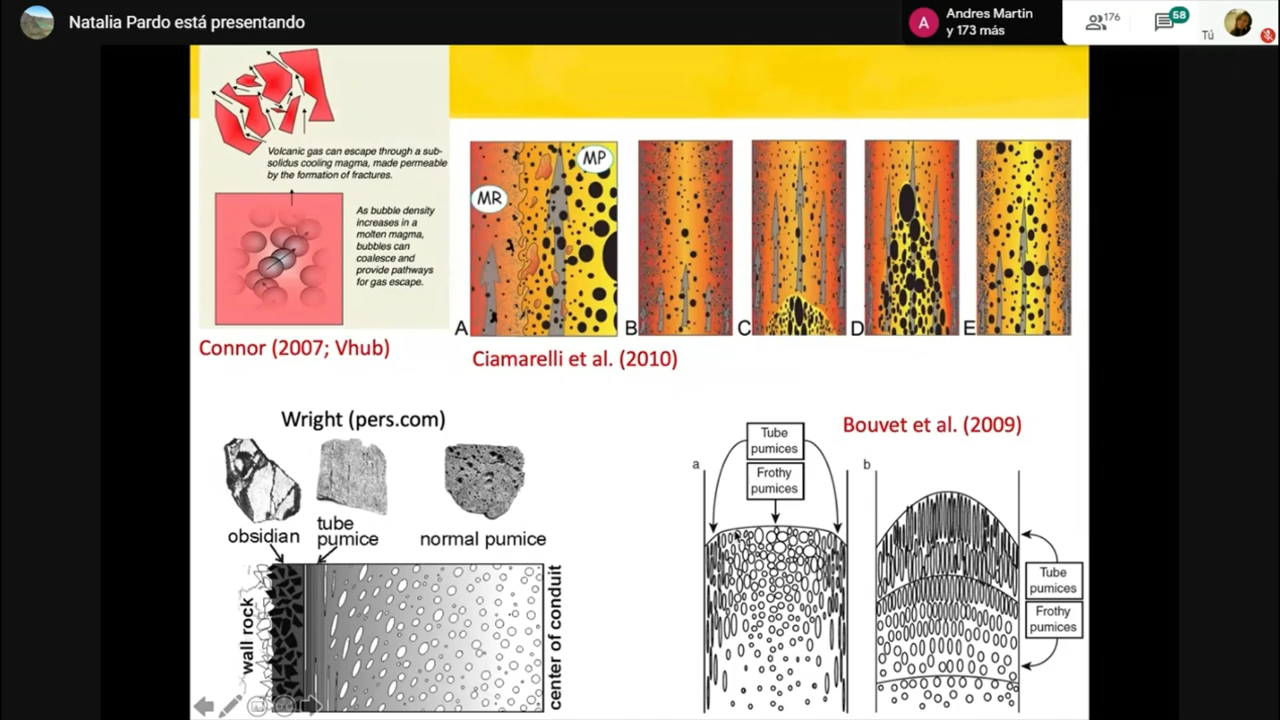 Natalia Pardo está presentando
A
Andres Martin
y 173 más
176
58
Tú
Volcanic gas can escape through a sub-
solidus cooling magma, made permeable
by the formation of fractures.
As bubble density
increases in a
molten magma,
bubbles can
coalesce and
provide pathways
for gas escape.
Connor (2007; Vhub)
MR
MP
A
B
C
D
E
Ciamarelli et al. (2010)
Wright (pers.com)
obsidian
tube
pumice
normal pumice
wall rock
center of conduit
Bouvet et al. (2009)
a
Tube
pumices
Frothy
pumices
b
Tube
pumices
Frothy
pumices